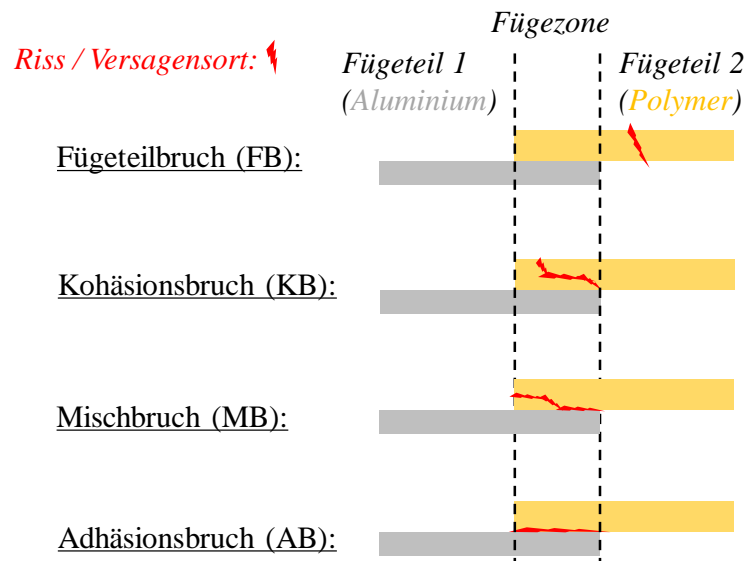 Fügezone
Riss / Versagensort:
Fügeteil 1
(Aluminium)
Fügeteil 2
(Polymer)
Fügeteilbruch (FB):
Kohäsionsbruch (KB):
Mischbruch (MB):
Adhäsionsbruch (AB):